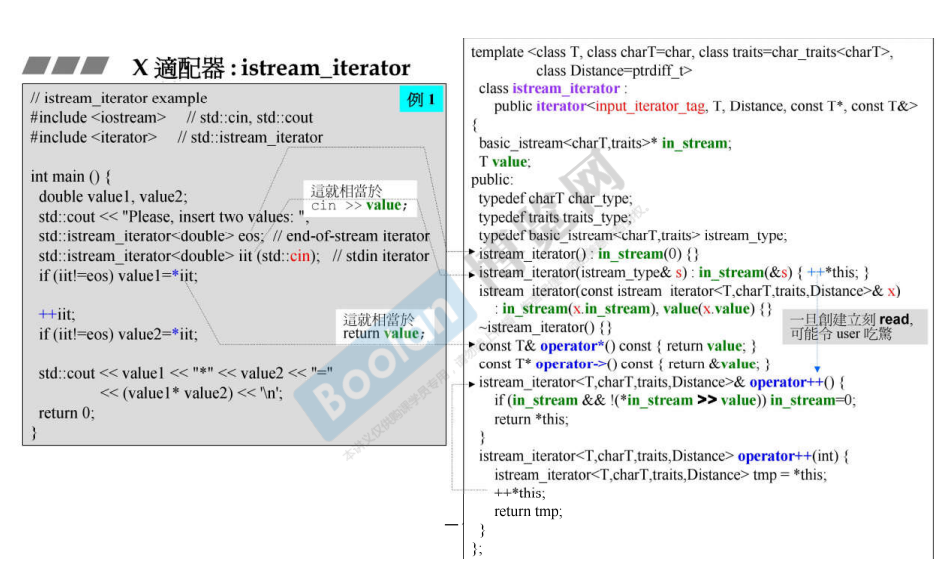 X 適配器 : istream_iterator
例 1
// istream_iterator example
#include <iostream> // std::cin, std::cout
#include <iterator> // std::istream_iterator
int main () {
double value1, value2;
std::cout << "Please, insert two values: ";
std::istream_iterator<double> eos; // end-of-stream iterator
std::istream_iterator<double> iit (std::cin); // stdin iterator
if (iit!=eos) value1=*iit;
++iit;
if (iit!=eos) value2=*iit;
std::cout << value1 << "*" << value2 << "="
<< (value1* value2) << '\n';
return 0;
}
這就相當於
cin >> value;
這就相當於
return value;
template <class T, class charT=char, class traits=char_traits<charT>,
class Distance=ptrdiff_t>
class istream_iterator :
public iterator<input_iterator_tag, T, Distance, const T*, const T&>
{
basic_istream<charT,traits>* in_stream;
T value;
public:
typedef charT char_type;
typedef traits traits_type;
typedef basic_istream<charT,traits> istream_type;
istream_iterator() : in_stream(0) {}
istream_iterator(istream_type& s) : in_stream(&s) { ++*this; }
istream_iterator(const istream_iterator<T,charT,traits,Distance>& x)
: in_stream(x.in_stream), value(x.value) {}
~istream_iterator() {}
const T& operator*() const { return value; }
const T* operator->() const { return &value; }
istream_iterator<T,charT,traits,Distance>& operator++() {
if (in_stream && !(*in_stream >> value)) in_stream=0;
return *this;
}
istream_iterator<T,charT,traits,Distance> operator++(int) {
istream_iterator<T,charT,traits,Distance> tmp = *this;
++*this;
return tmp;
}
};
一旦創建立刻 read,
可能令 user 吃驚
Boolan 博览网